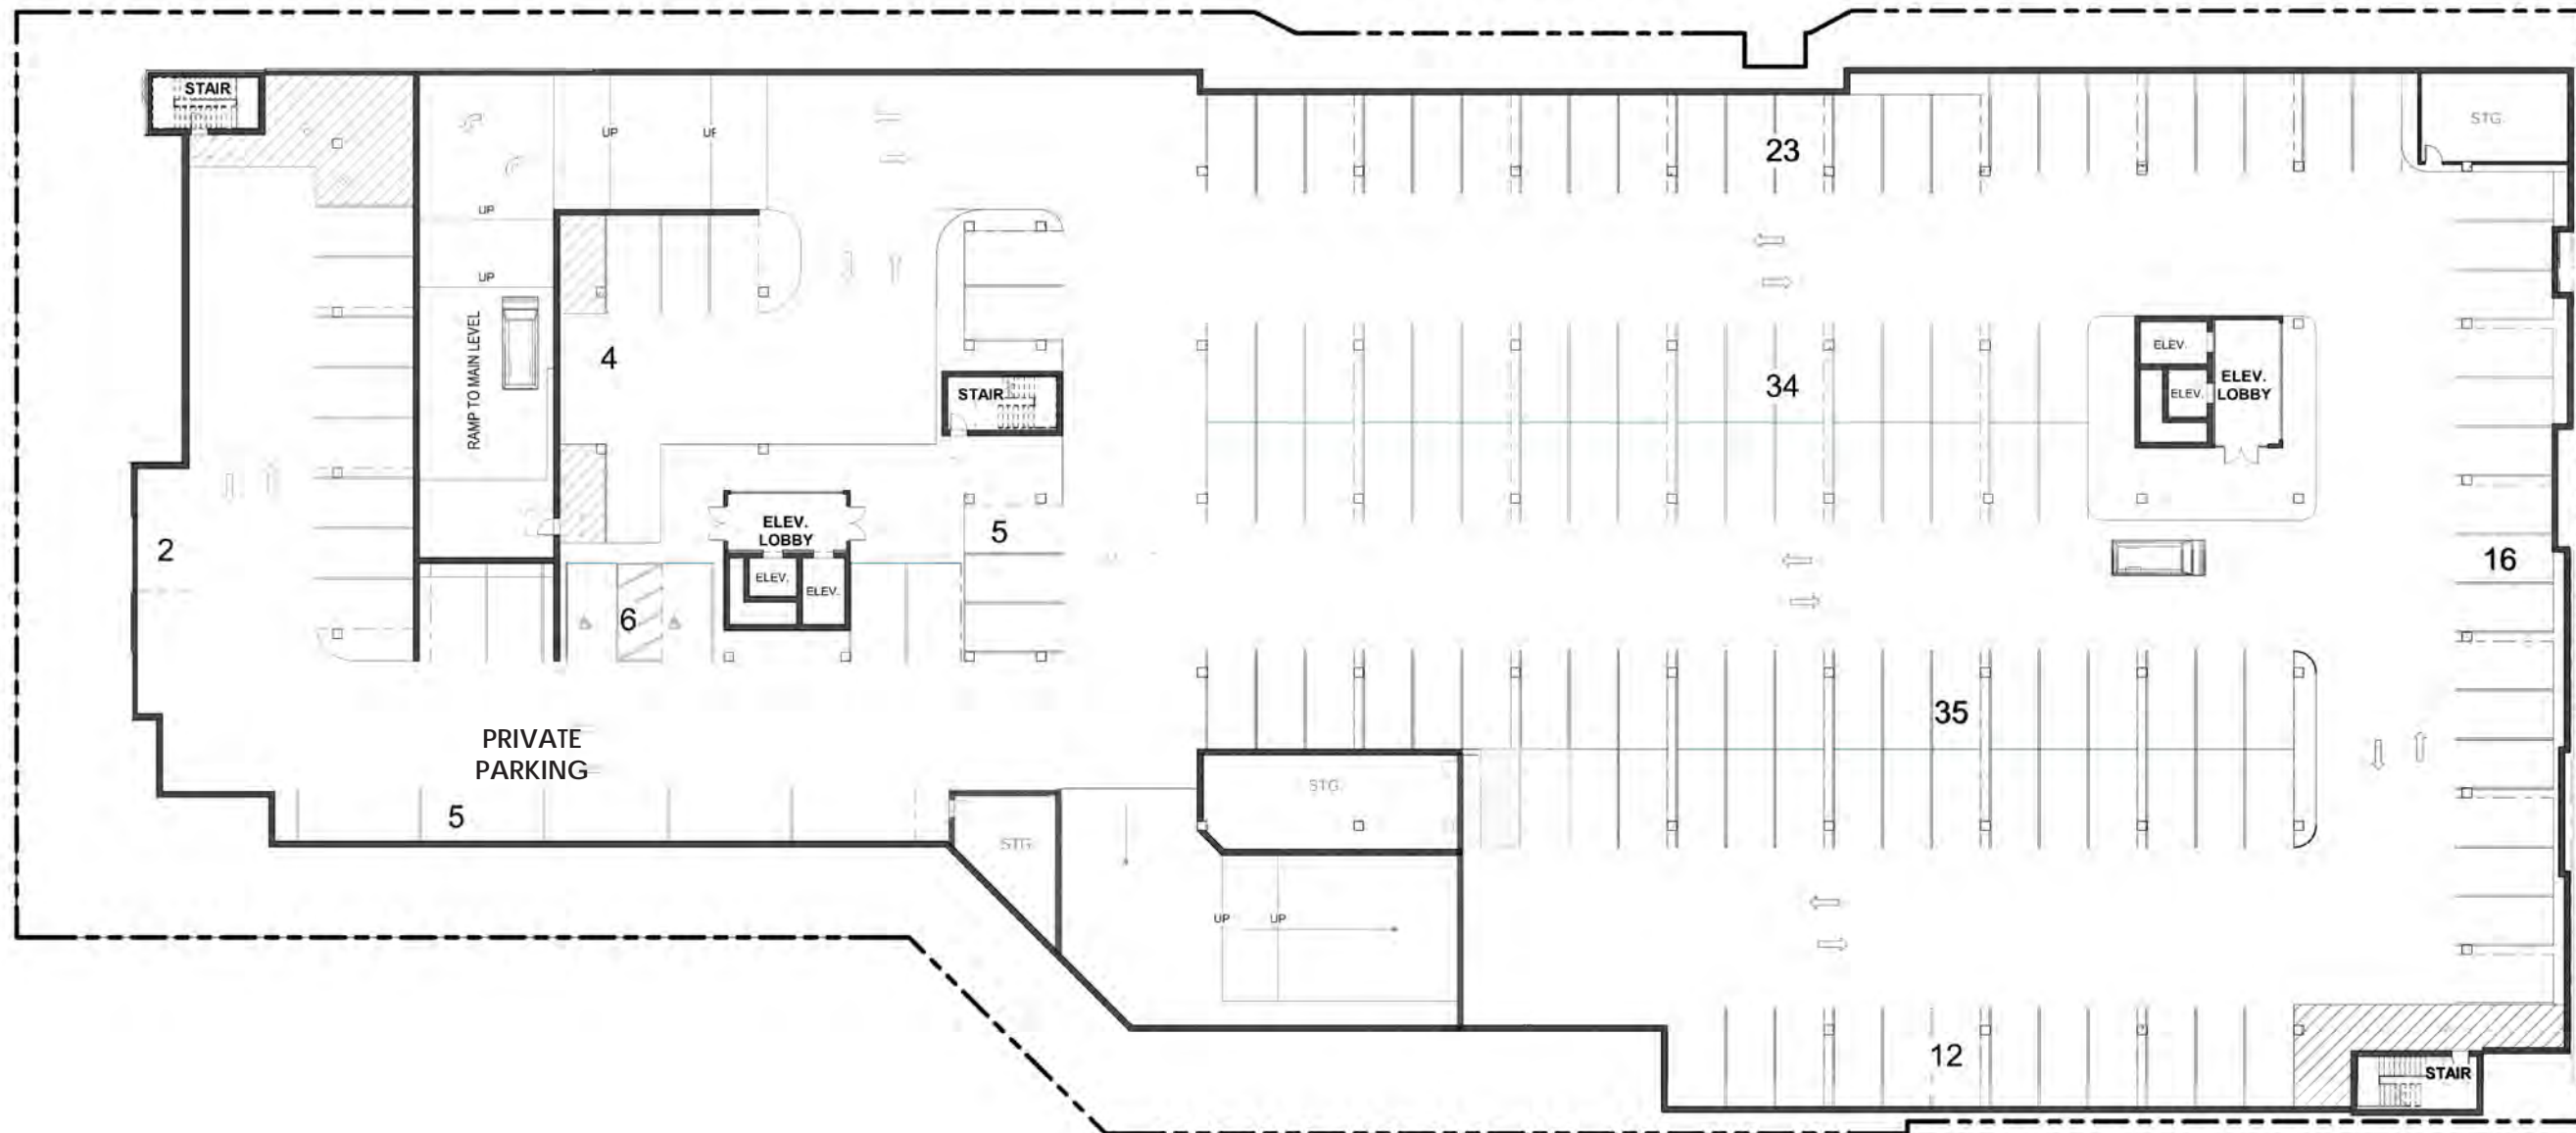 STAIR
STG.
UP
UP
23
UP
UP
RAMP TO MAIN LEVEL
4
ELEV.
ELEV.
ELEV.
LOBBY
34
STAIR
2
ELEV.
LOBBY
5
16
ELEV.
ELEV.
6
35
PRIVATE
PARKING
STG.
5
STG.
UP
UP
12
STAIR